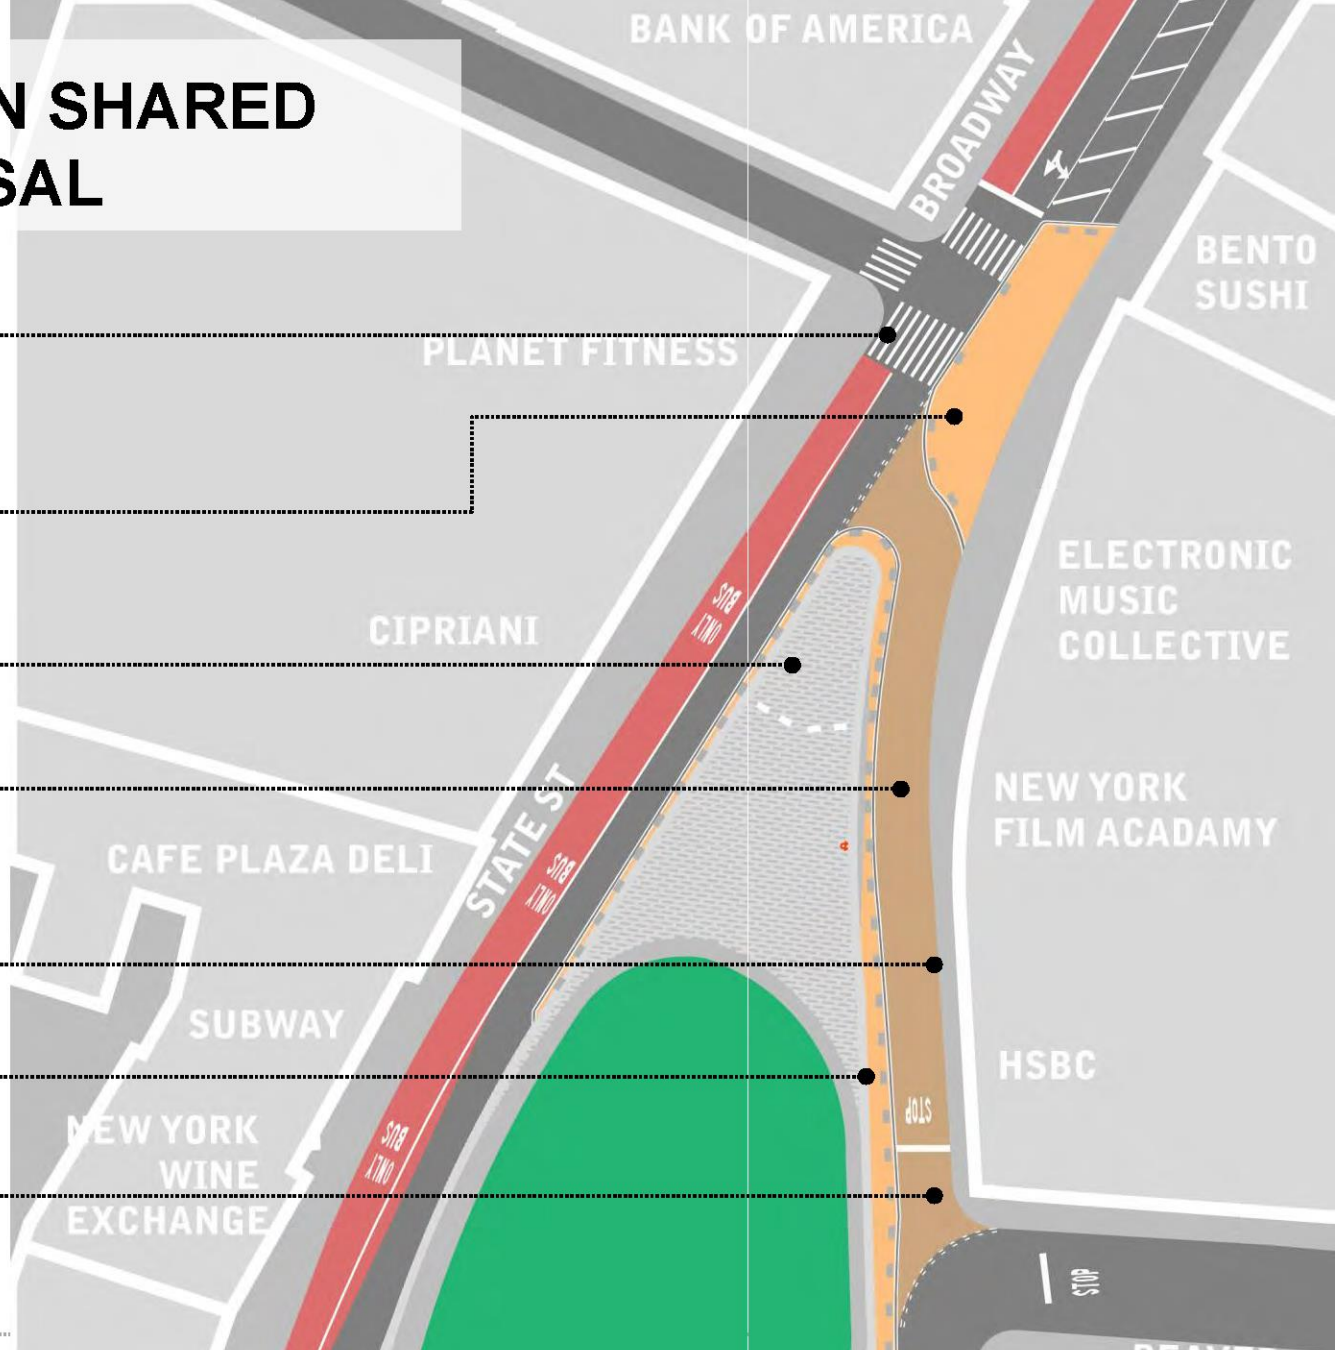 BANK OF AMERICA
N SHARED
SAL
BROADWAY
BENTO
SUSHI
PLANET FITNESS
ELECTRONIC
MUSIC
COLLECTIVE
BUS
ONLY
CIPRIANI
STATE ST
NEW YORK
FILM ACADAMY
CAFE PLAZA DELI
BUS
ONLY
SUBWAY
HSBC
STOP
BUS
ONLY
NEW YORK
WINE
EXCHANGE
STOP